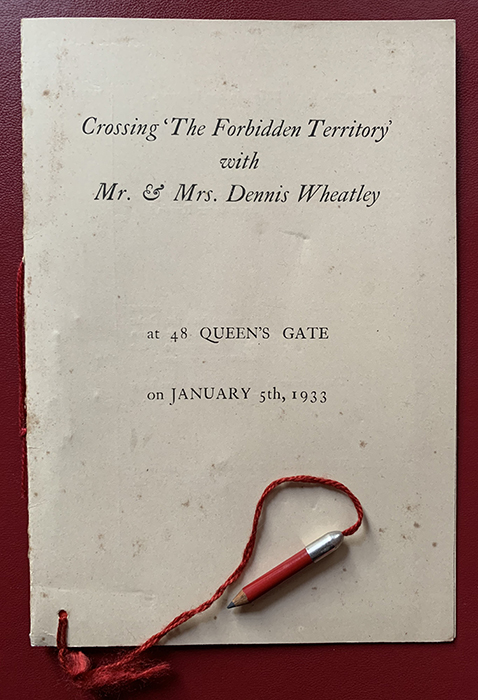 Crossing ‘The Forbidden Territory’
with
Mr. & Mrs. Dennis Wheatley
at 48 QUEEN'S GATE
on JANUARY 5th, 1933